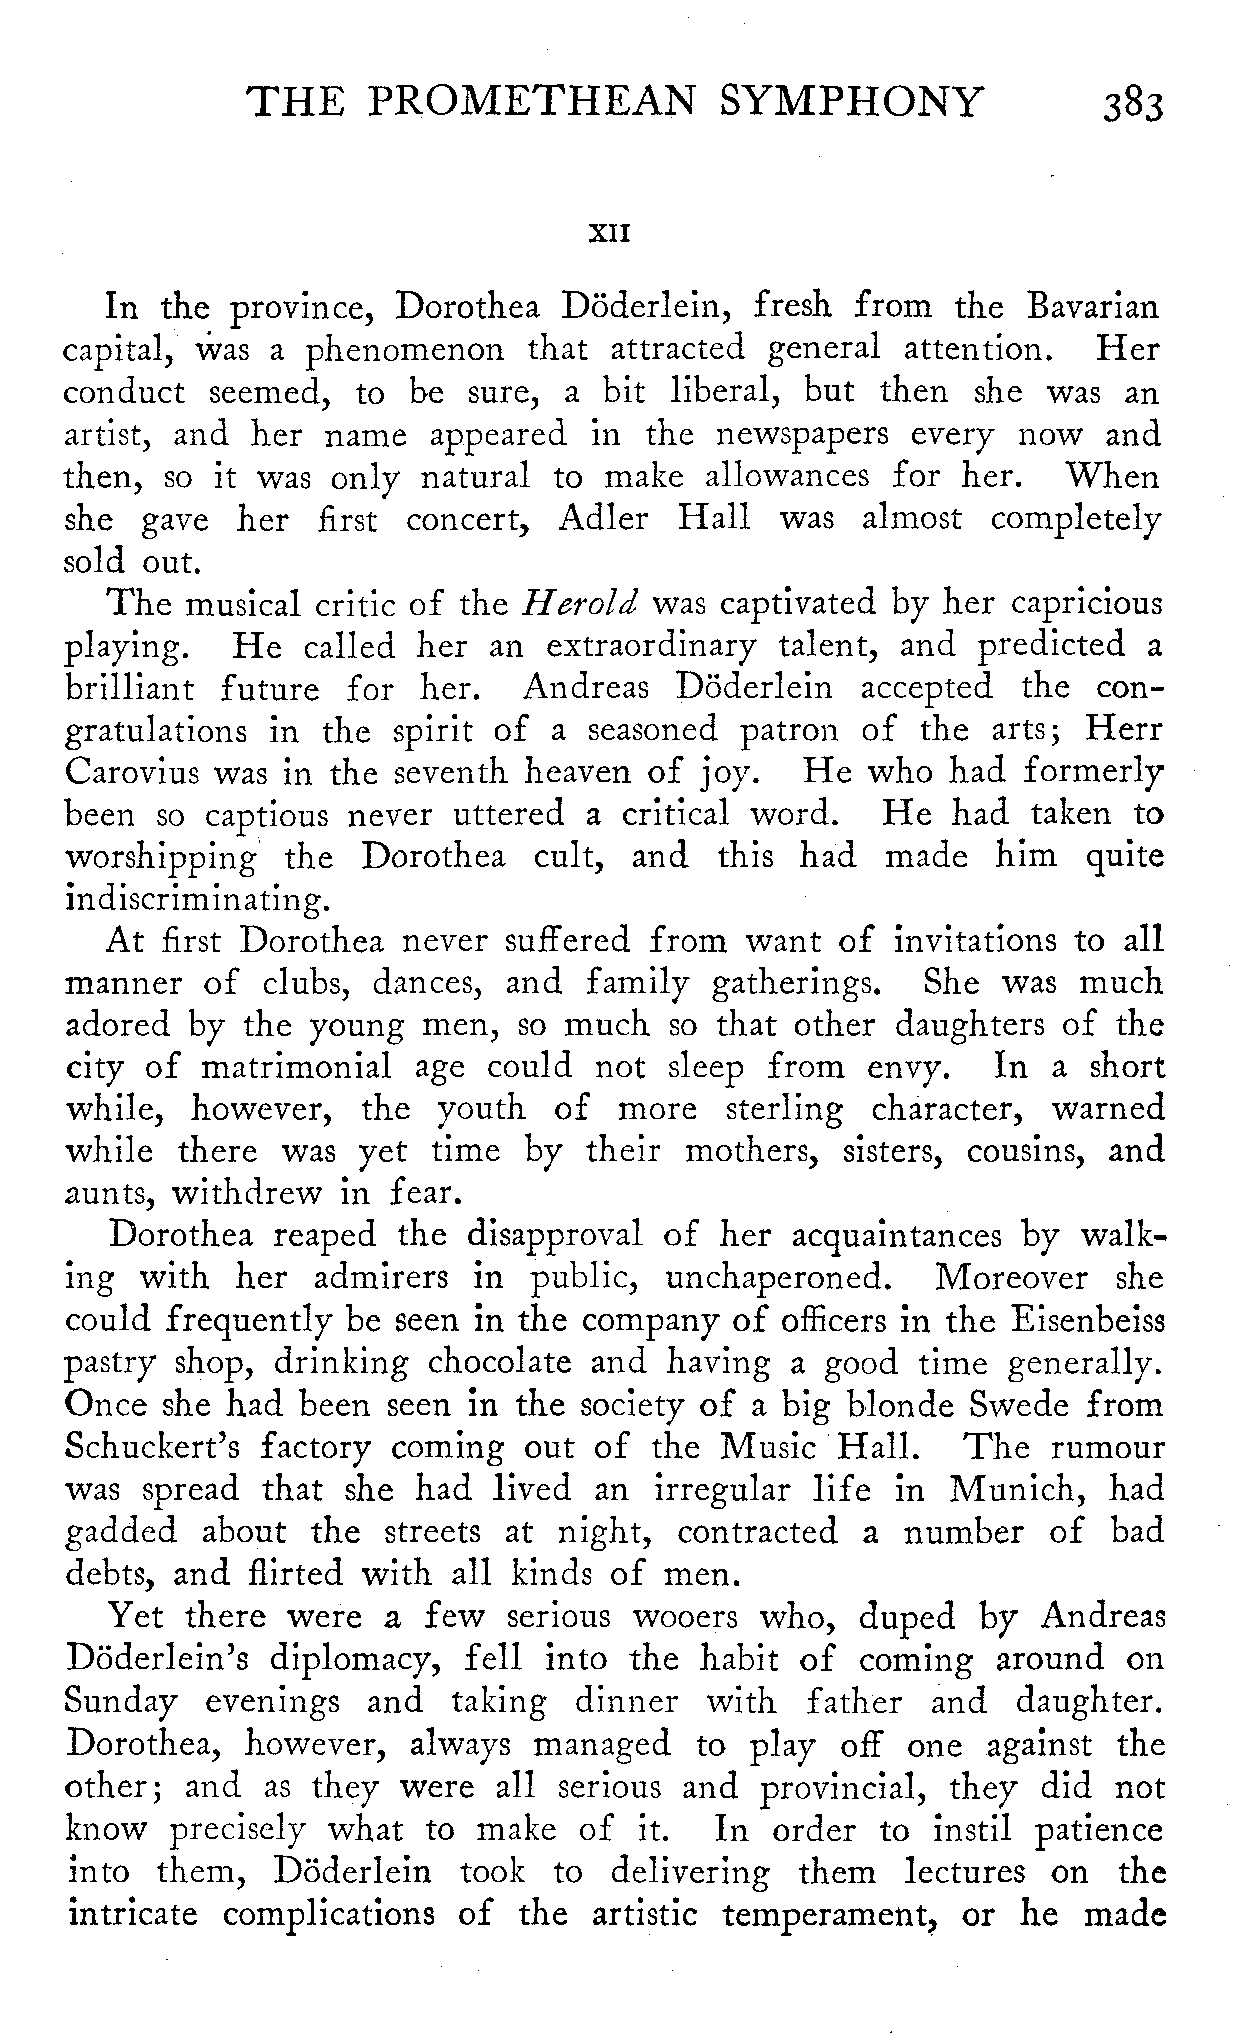 THE PROMETHEAN SYMPHONY 383
XII
In the province, Dorothea Döderlein, fresh from the Bavarian
capital, was a phenomenon that attracted general attention. Her
conduct seemed, to be sure, a bit liberal, but then she was an
artist, and her name appeared in the newspapers every now and
then, so it was only natural to make allowances for her. When
she gave her first concert, Adler Hall was almost completely
sold out.
The musical critic of the Herold was captivated by her capricious
playing. He called her an extraordinary talent, and predicted a
brilliant future for her. Andreas Döderlein accepted the con-
gratulations in the spirit of a seasoned patron of the arts; Herr
Carovius was in the seventh heaven of joy. He who had formerly
been so captious never uttered a critical word. He had taken to
worshipping the Dorothea cult, and this had made him quite
indiscriminating.
At first Dorothea never suffered from want of invitations to all
manner of clubs, dances, and family gatherings. She was much
adored by the young men, so much so that other daughters of the
city of matrimonial age could not sleep from envy. In a short
while, however, the youth of more sterling character, warned
while there was yet time by their mothers, sisters, cousins, and
aunts, withdrew in fear.
Dorothea reaped the disapproval of her acquaintances by walk-
ing with her admirers in public, unchaperoned. Moreover she
could frequently be seen in the company of officers in the Eisenbeiss
pastry shop, drinking chocolate and having a good time generally.
Once she had been seen in the society of a big blonde Swede from
Schuckert's factory coming out of the Music Hall. The rumour
was spread that she had lived an irregular life in Munich, had
gadded about the streets at night, contracted a number of bad
debts, and flirted with all kinds of men.
Yet there were a few serious wooers who, duped by Andreas
Döderlein's diplomacy, fell into the habit of coming around on
Sunday evenings and taking dinner with father and daughter.
Dorothea, however, always managed to play off one against the
other; and as they were all serious and provincial, they did not
know precisely what to make of it. In order to instil patience
into them, Döderlein took to delivering them lectures on the
intricate complications of the artistic temperament, or he made